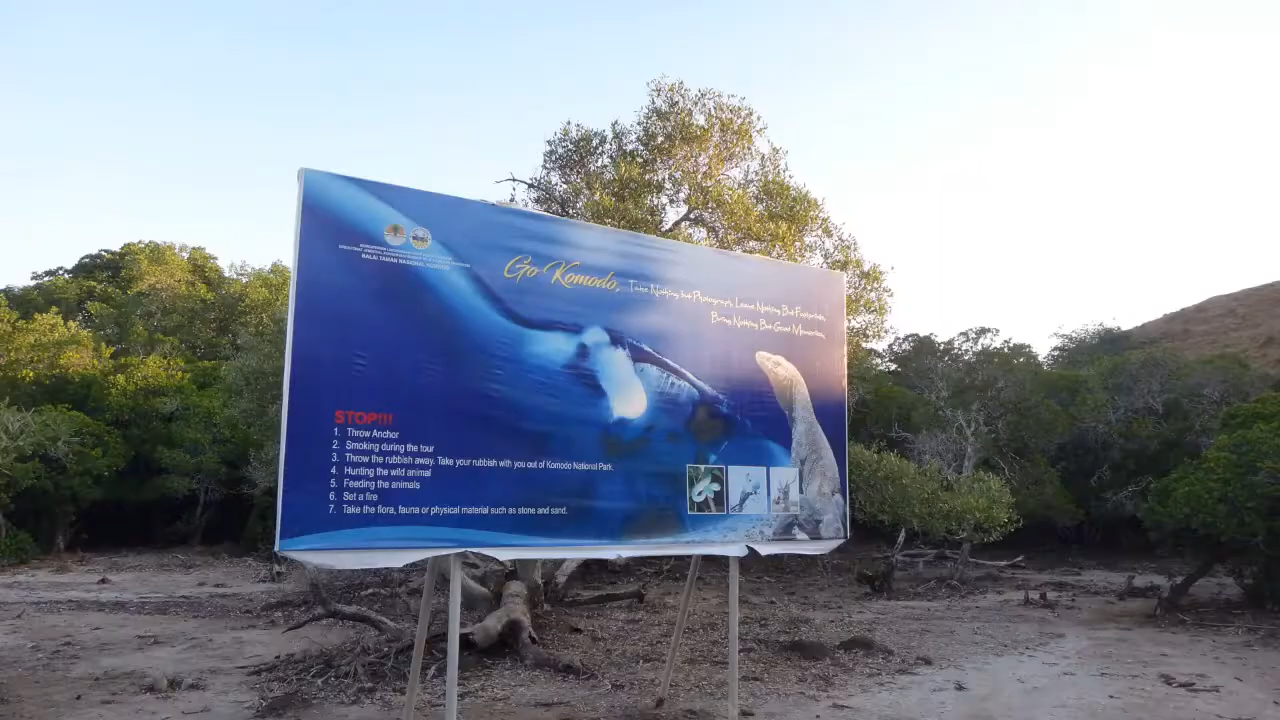 BALAI TAMAN NASIONAL KOMODO
Go Komodo, Take Nothing but Photograph, Leave Nothing But Footprints,
Bring Nothing But Good Memories,
STOP!!!
1. Throw Anchor
2. Smoking during the tour
3. Throw the rubbish away. Take your rubbish with you out of Komodo National Park.
4. Hunting the wild animal
5. Feeding the animals
6. Set a fire
7. Take the flora, fauna or physical material such as stone and sand.